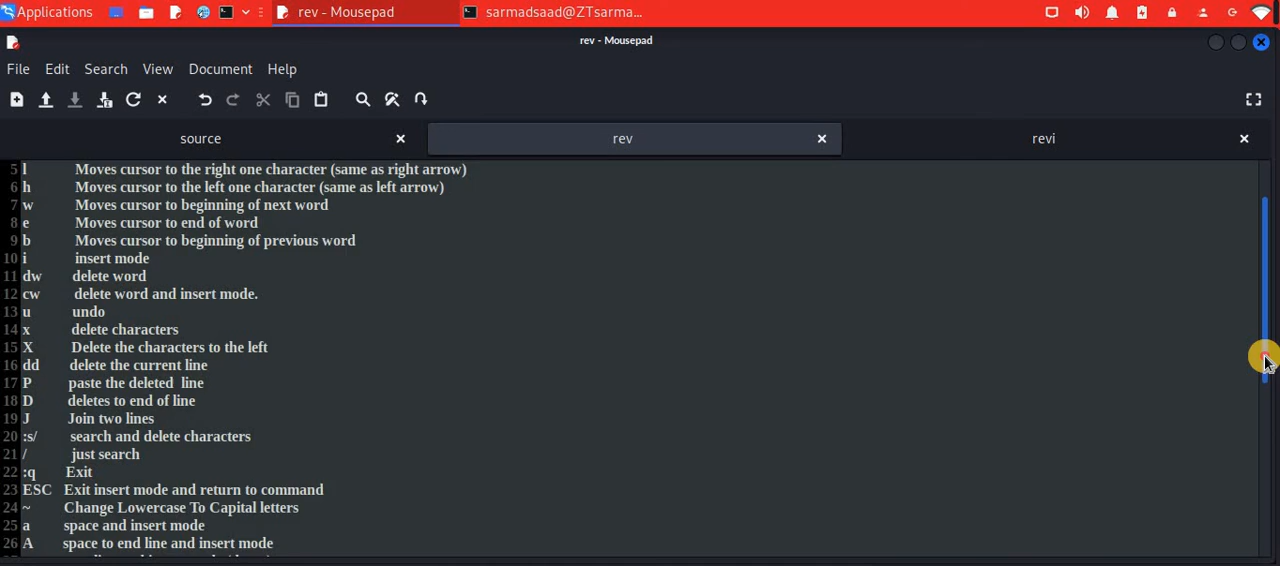 Applications
rev - Mousepad
sarmadsaad@ZTsarma...
rev - Mousepad
File Edit Search View Document Help
source rev revi
5 l Moves cursor to the right one character (same as right arrow)
6 h Moves cursor to the left one character (same as left arrow)
7 w Moves cursor to beginning of next word
8 e Moves cursor to end of word
9 b Moves cursor to beginning of previous word
10 i insert mode
11 dw delete word
12 cw delete word and insert mode.
13 u undo
14 x delete characters
15 X Delete the characters to the left
16 dd delete the current line
17 P paste the deleted line
18 D deletes to end of line
19 J Join two lines
20 :s/ search and delete characters
21 / just search
22 :q Exit
23 ESC Exit insert mode and return to command
24 ~ Change Lowercase To Capital letters
25 a space and insert mode
26 A space to end line and insert mode